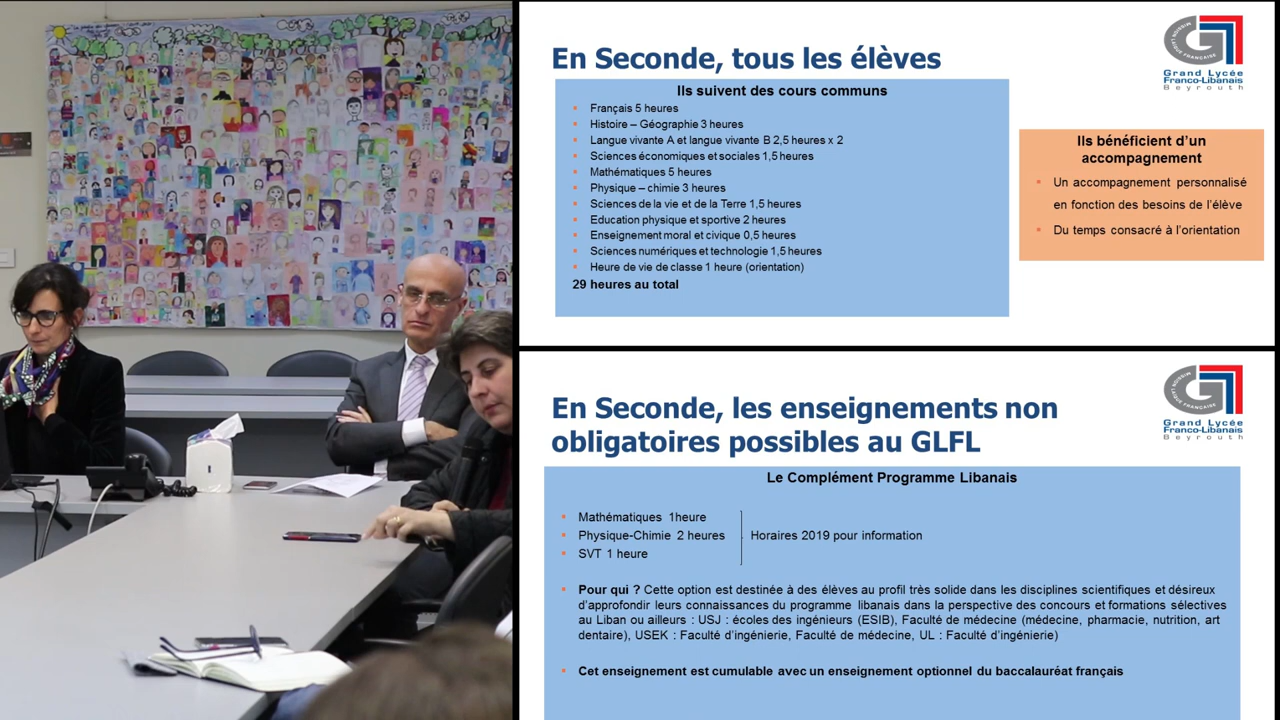 En Seconde, tous les élèves
Ils suivent des cours communs
Français 5 heures
Histoire – Géographie 3 heures
Langue vivante A et langue vivante B 2,5 heures x 2
Sciences économiques et sociales 1,5 heures
Mathématiques 5 heures
Physique – chimie 3 heures
Sciences de la vie et de la Terre 1,5 heures
Education physique et sportive 2 heures
Enseignement moral et civique 0,5 heures
Sciences numériques et technologie 1,5 heures
Heure de vie de classe 1 heure (orientation)
29 heures au total
Grand Lycée
Franco-Libanais
Beyrouth
Ils bénéficient d'un
accompagnement
Un accompagnement personnalisé
en fonction des besoins de l'élève
Du temps consacré à l'orientation
En Seconde, les enseignements non
obligatoires possibles au GLFL
MISSION LAIQUE FRANÇAISE
Grand Lycée
Franco-Libanais
Beyrouth
Le Complément Programme Libanais
Mathématiques 1heure
Physique-Chimie 2 heures
SVT 1 heure
Horaires 2019 pour information
Pour qui ? Cette option est destinée à des élèves au profil très solide dans les disciplines scientifiques et désireux
d'approfondir leurs connaissances du programme libanais dans la perspective des concours et formations sélectives
au Liban ou ailleurs : USJ : écoles des ingénieurs (ESIB), Faculté de médecine (médecine, pharmacie, nutrition, art
dentaire), USEK : Faculté d'ingénierie, Faculté de médecine, UL : Faculté d'ingénierie)
Cet enseignement est cumulable avec un enseignement optionnel du baccalauréat français